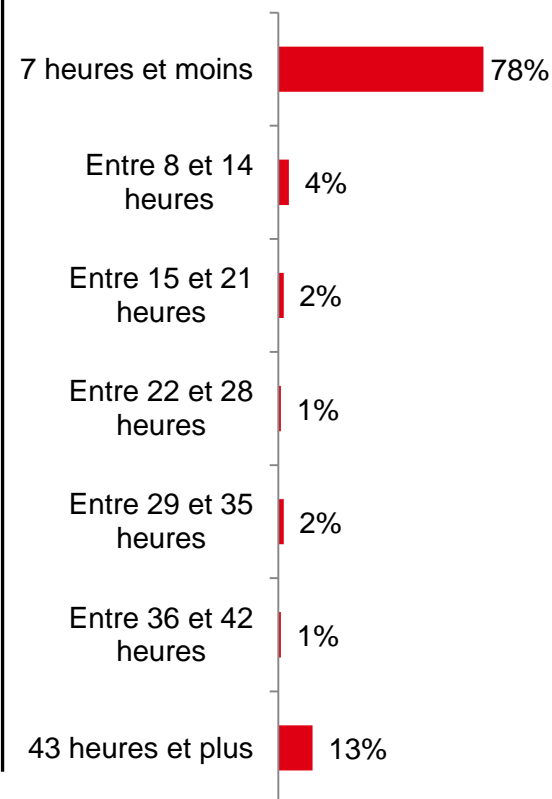 7 heures et moins 78%
Entre 8 et 14
heures 4%
Entre 15 et 21
heures 2%
Entre 22 et 28
heures 1%
Entre 29 et 35
heures 2%
Entre 36 et 42
heures 1%
43 heures et plus 13%